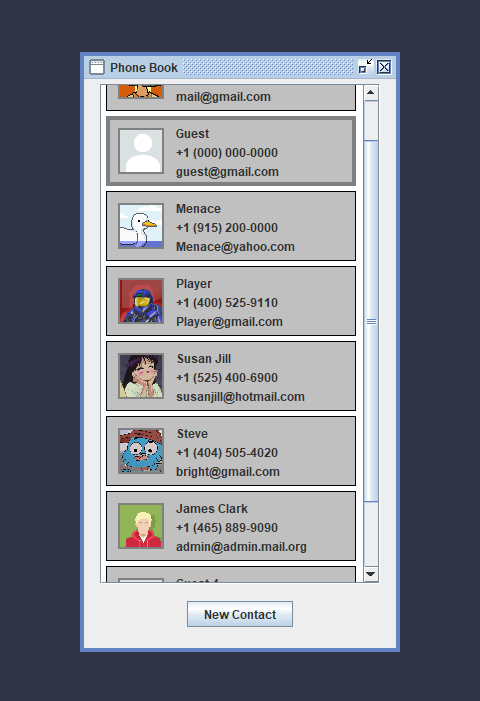 Phone Book
mail@gmail.com
Guest
+1 (000) 000-0000
guest@gmail.com
Menace
+1 (915) 200-0000
Menace@yahoo.com
Player
+1 (400) 525-9110
Player@gmail.com
Susan Jill
+1 (525) 400-6900
susanjill@hotmail.com
Steve
+1 (404) 505-4020
bright@gmail.com
James Clark
+1 (465) 889-9090
admin@admin.mail.org
New Contact